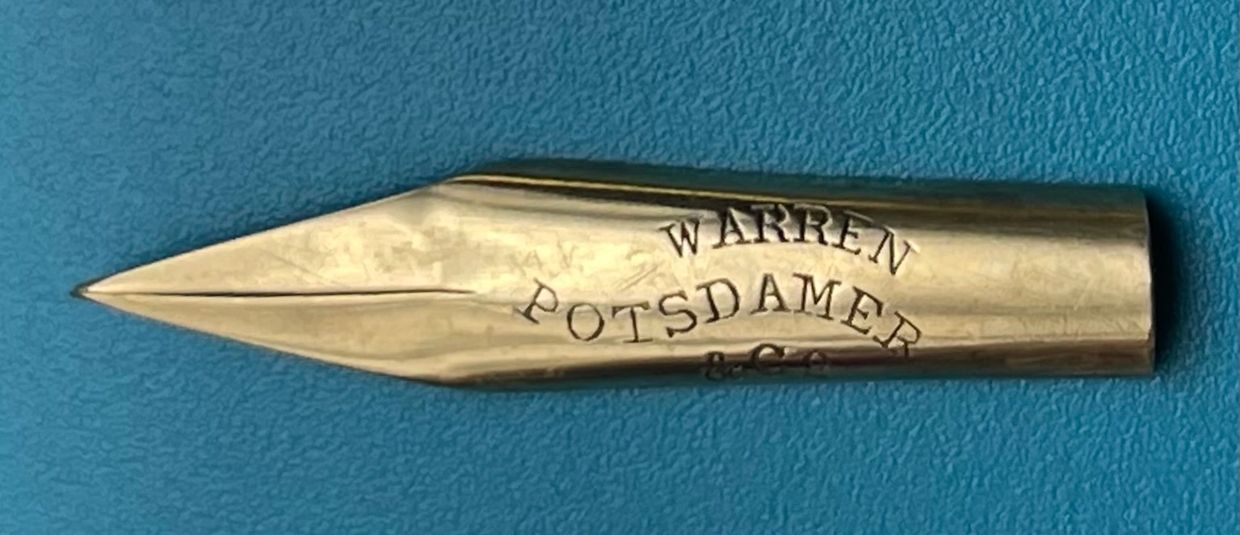 WARREN
POTSDAMER
& Co